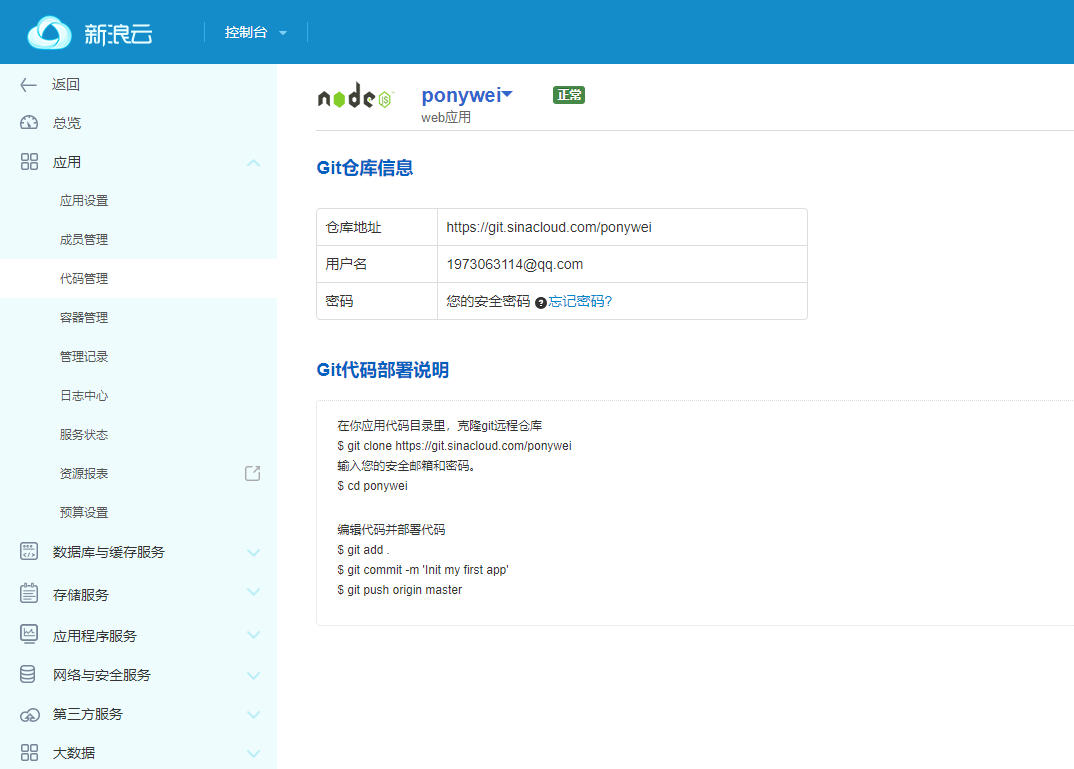 新浪云
控制台
返回
总览
应用
应用设置
成员管理
代码管理
容器管理
管理记录
日志中心
服务状态
资源报表
预算设置
数据库与缓存服务
存储服务
应用程序服务
网络与安全服务
第三方服务
大数据
node JS
ponywei
正常
web应用
Git仓库信息
仓库地址 https://git.sinacloud.com/ponywei
用户名 1973063114@qq.com
密码 您的安全密码 ?忘记密码?
Git代码部署说明
在你应用代码目录里，克隆git远程仓库
$ git clone https://git.sinacloud.com/ponywei
输入您的安全邮箱和密码。
$ cd ponywei
编辑代码并部署代码
$ git add .
$ git commit -m 'Init my first app'
$ git push origin master